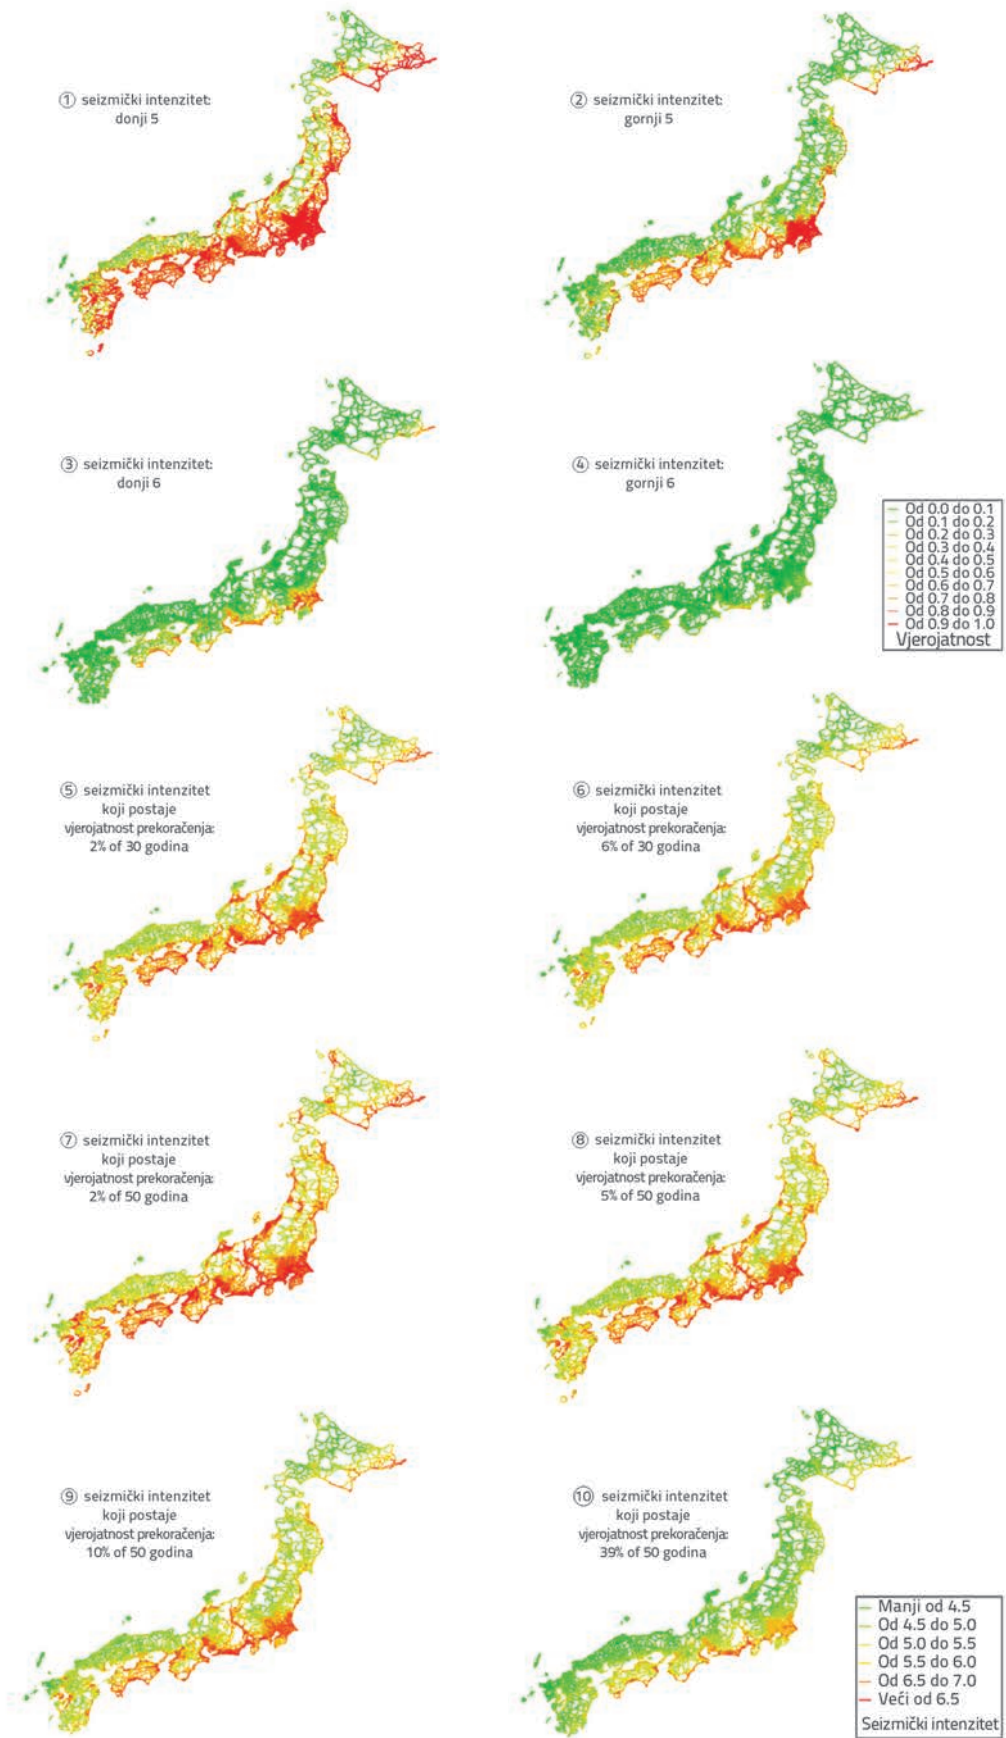 ① seizmički intenzitet:
donji 5
② seizmički intenzitet:
gornji 5
③ seizmički intenzitet:
donji 6
④ seizmički intenzitet:
gornji 6
Od 0.0 do 0.1
Od 0.1 do 0.2
Od 0.2 do 0.3
Od 0.3 do 0.4
Od 0.4 do 0.5
Od 0.5 do 0.6
Od 0.6 do 0.7
Od 0.7 do 0.8
Od 0.8 do 0.9
Od 0.9 do 1.0
Vjerojatnost
⑤ seizmički intenzitet
koji postaje
vjerojatnost prekoračenja:
2% of 30 godina
⑥ seizmički intenzitet
koji postaje
vjerojatnost prekoračenja:
6% of 30 godina
⑦ seizmički intenzitet
koji postaje
vjerojatnost prekoračenja:
2% of 50 godina
⑧ seizmički intenzitet
koji postaje
vjerojatnost prekoračenja:
5% of 50 godina
⑨ seizmički intenzitet
koji postaje
vjerojatnost prekoračenja:
10% of 50 godina
⑩ seizmički intenzitet
koji postaje
vjerojatnost prekoračenja:
39% of 50 godina
Manji od 4.5
Od 4.5 do 5.0
Od 5.0 do 5.5
Od 5.5 do 6.0
Od 6.5 do 7.0
Veći od 6.5
Seizmički intenzitet